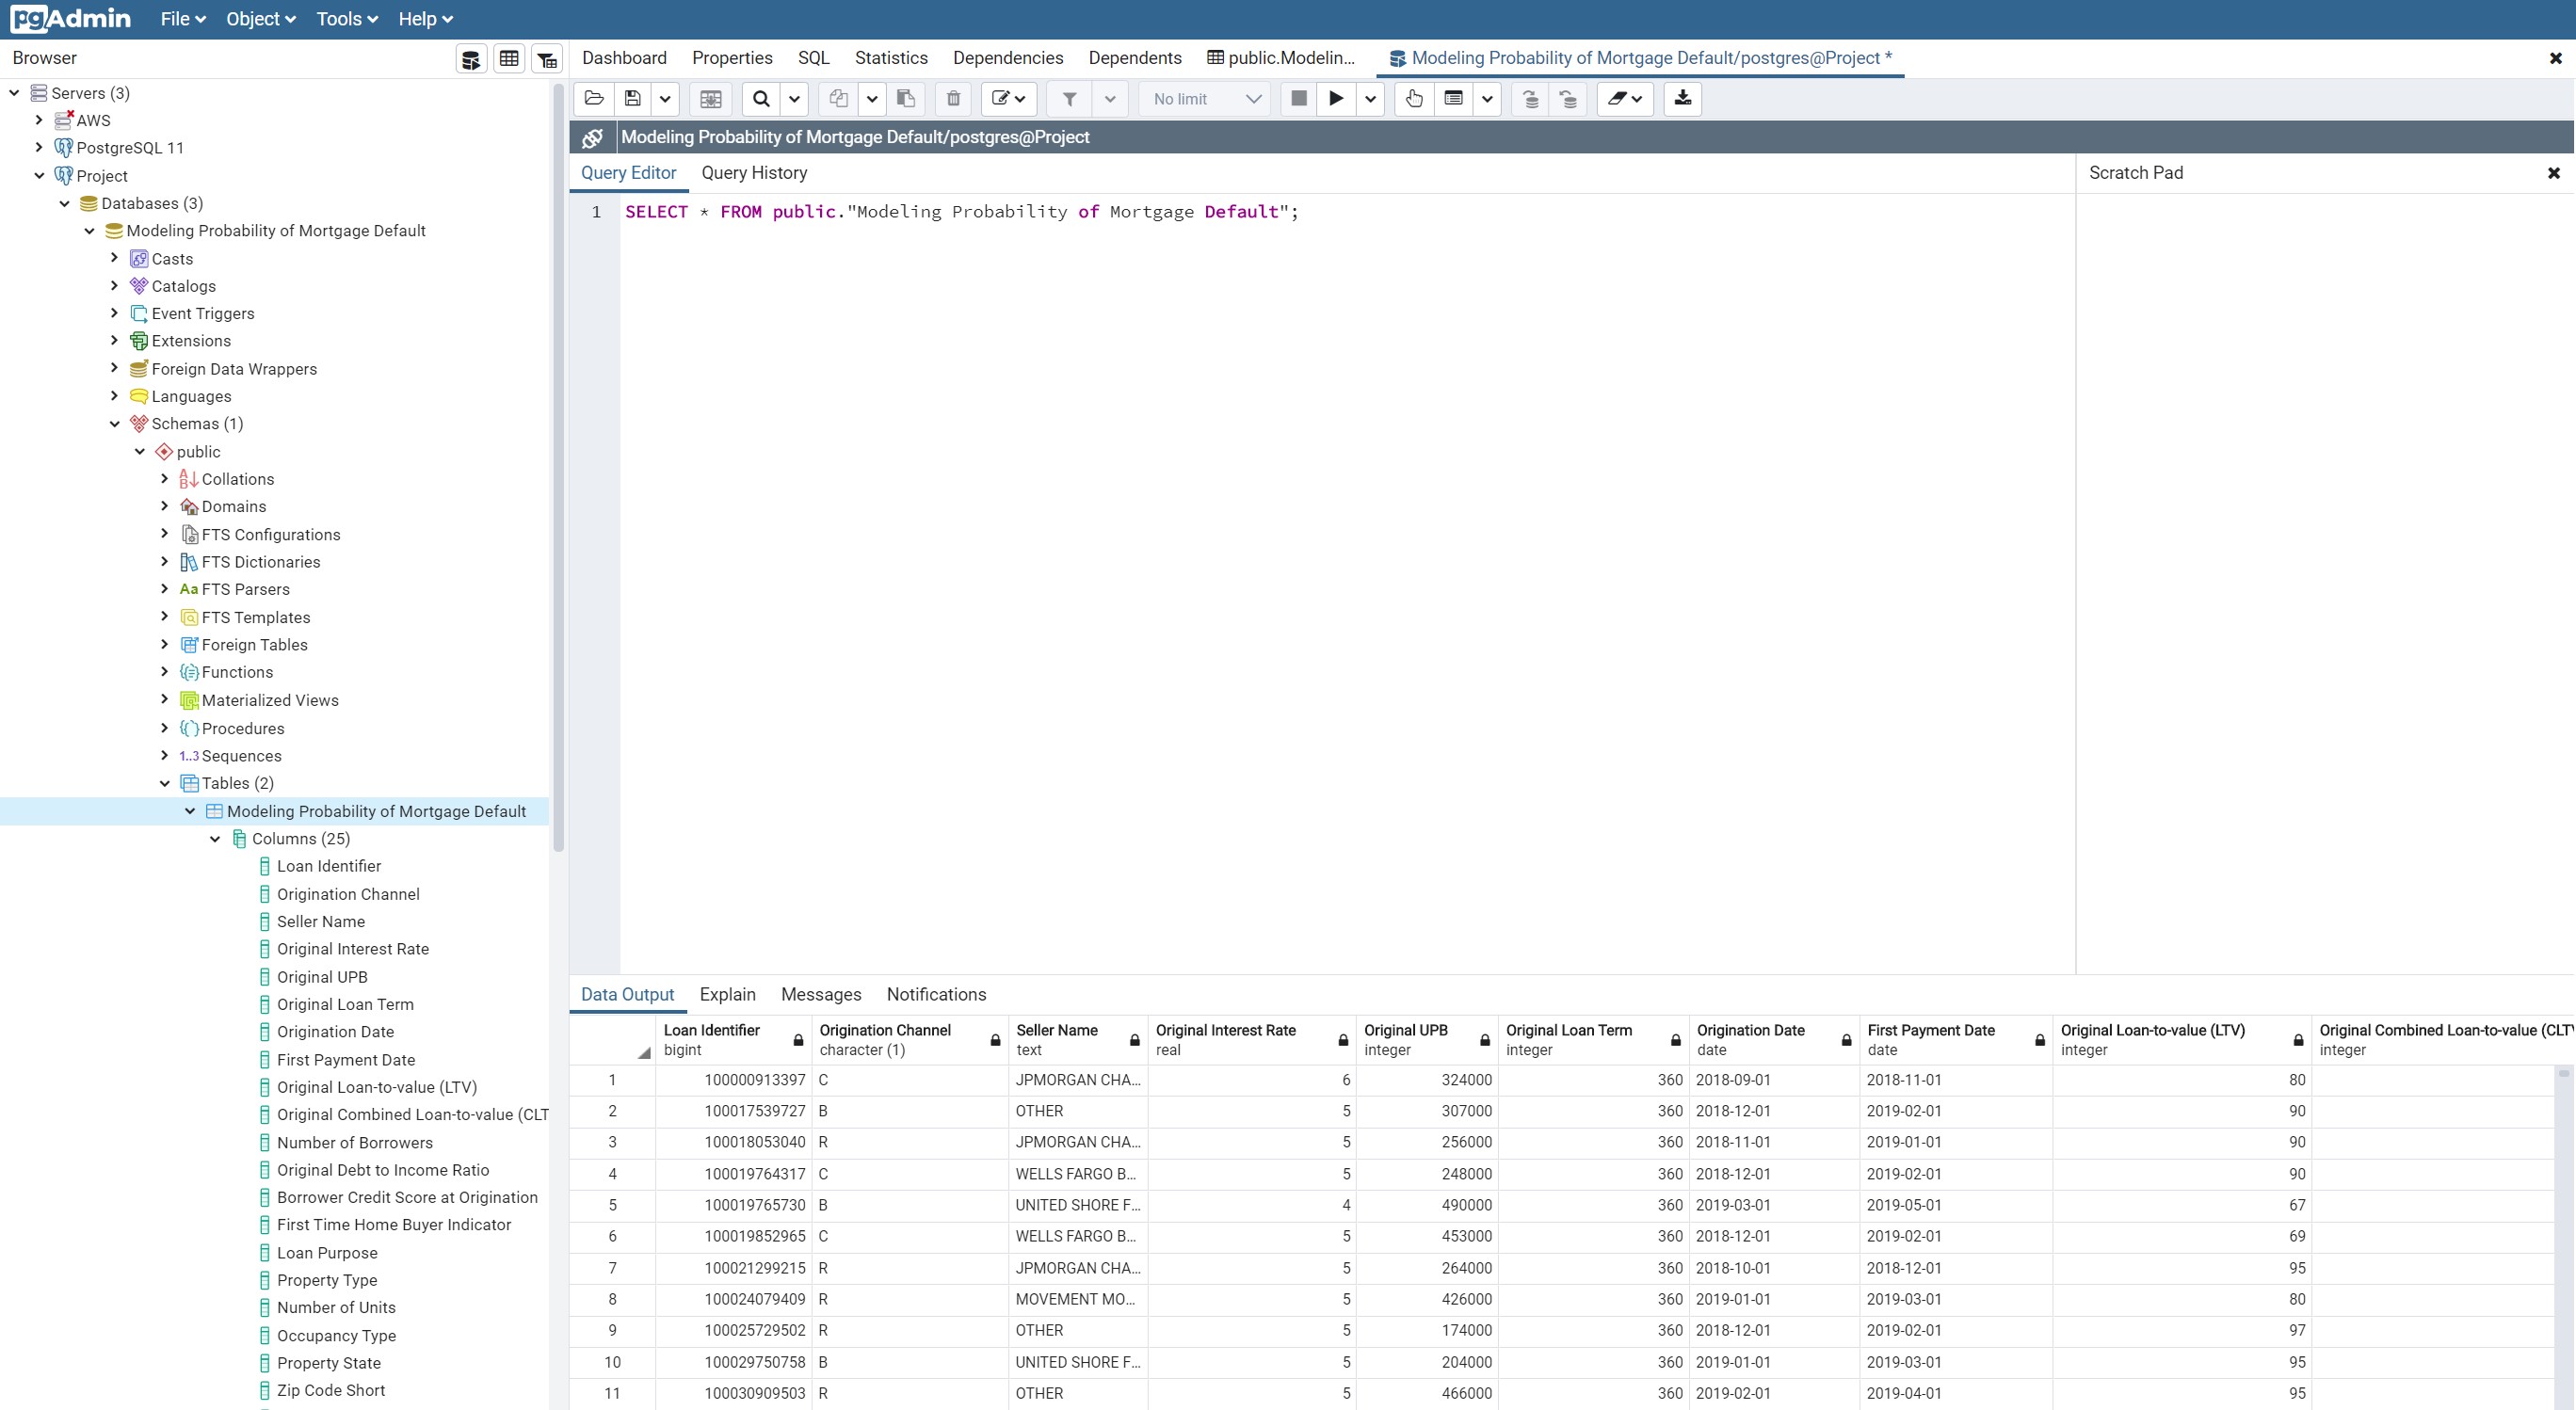 pgAdmin File Object Tools Help
Browser
Dashboard Properties SQL Statistics Dependencies Dependents public.Modelin... Modeling Probability of Mortgage Default/postgres@Project *
No limit
Modeling Probability of Mortgage Default/postgres@Project
Query Editor Query History
Scratch Pad
1 SELECT * FROM public."Modeling Probability of Mortgage Default";
Servers (3)
AWS
PostgreSQL 11
Project
Databases (3)
Modeling Probability of Mortgage Default
Casts
Catalogs
Event Triggers
Extensions
Foreign Data Wrappers
Languages
Schemas (1)
public
Collations
Domains
FTS Configurations
FTS Dictionaries
Aa FTS Parsers
FTS Templates
Foreign Tables
Functions
Materialized Views
Procedures
1..3 Sequences
Tables (2)
Modeling Probability of Mortgage Default
Columns (25)
Loan Identifier
Origination Channel
Seller Name
Original Interest Rate
Original UPB
Original Loan Term
Origination Date
First Payment Date
Original Loan-to-value (LTV)
Original Combined Loan-to-value (CLT
Number of Borrowers
Original Debt to Income Ratio
Borrower Credit Score at Origination
First Time Home Buyer Indicator
Loan Purpose
Property Type
Number of Units
Occupancy Type
Property State
Zip Code Short
Data Output Explain Messages Notifications
Loan Identifier Origination Channel Seller Name Original Interest Rate Original UPB Original Loan Term Origination Date First Payment Date Original Loan-to-value (LTV) Original Combined Loan-to-value (CLTV
bigint character (1) text real integer integer date date integer integer
1 100000913397 C JPMORGAN CHA... 6 324000 360 2018-09-01 2018-11-01 80
2 100017539727 B OTHER 5 307000 360 2018-12-01 2019-02-01 90
3 100018053040 R JPMORGAN CHA... 5 256000 360 2018-11-01 2019-01-01 90
4 100019764317 C WELLS FARGO B... 5 248000 360 2018-12-01 2019-02-01 90
5 100019765730 B UNITED SHORE F... 4 490000 360 2019-03-01 2019-05-01 67
6 100019852965 C WELLS FARGO B... 5 453000 360 2018-12-01 2019-02-01 69
7 100021299215 R JPMORGAN CHA... 5 264000 360 2018-10-01 2018-12-01 95
8 100024079409 R MOVEMENT MO... 5 426000 360 2019-01-01 2019-03-01 80
9 100025729502 R OTHER 5 174000 360 2018-12-01 2019-02-01 97
10 100029750758 B UNITED SHORE F... 5 204000 360 2019-01-01 2019-03-01 95
11 100030909503 R OTHER 5 466000 360 2019-02-01 2019-04-01 95